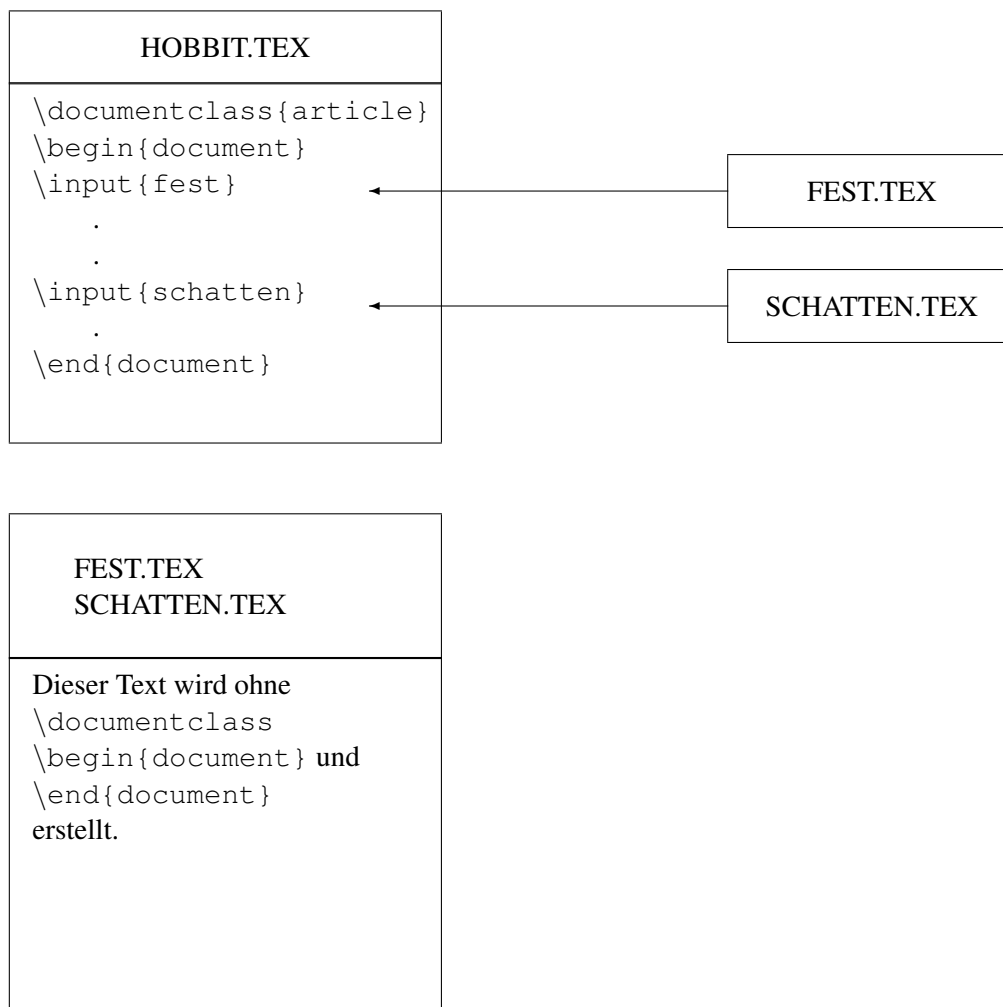 HOBBIT.TEX
\documentclass{article}
\begin{document}
\input{fest}
.
.
\input{schatten}
.
\end{document}
FEST.TEX
SCHATTEN.TEX
FEST.TEX
SCHATTEN.TEX
Dieser Text wird ohne
\documentclass
\begin{document} und
\end{document}
erstellt.